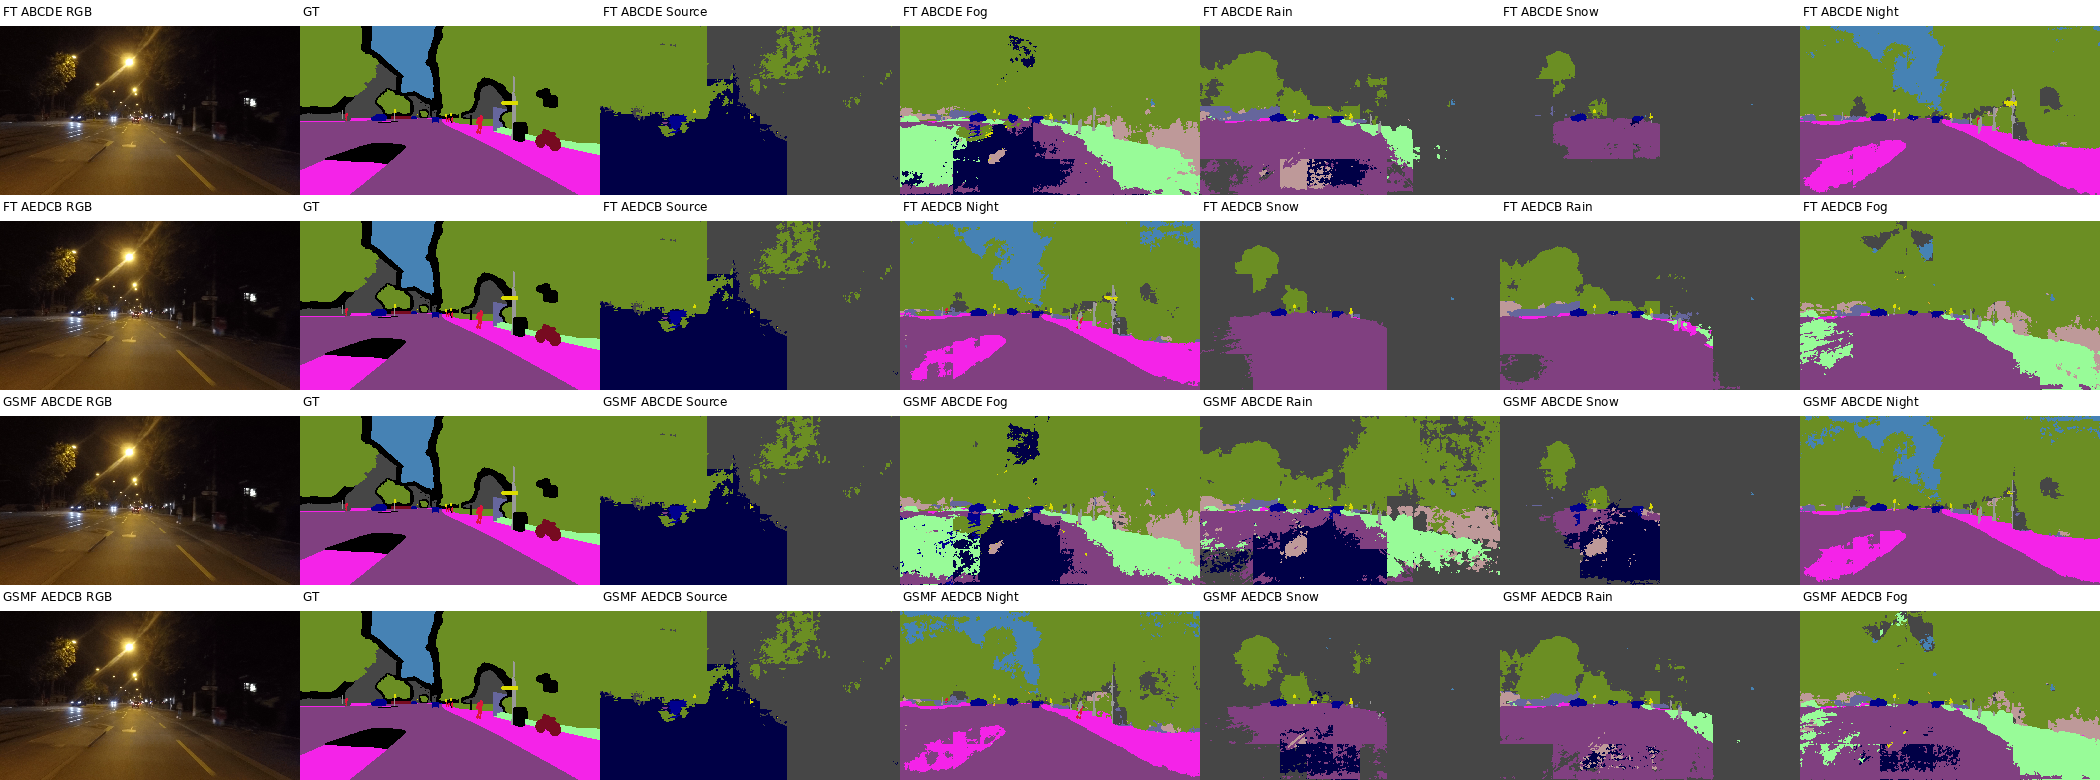 FT ABCDE RGB GT FT ABCDE Source FT ABCDE Fog FT ABCDE Rain FT ABCDE Snow FT ABCDE Night
FT AEDCB RGB GT FT AEDCB Source FT AEDCB Night FT AEDCB Snow FT AEDCB Rain FT AEDCB Fog
GSMF ABCDE RGB GT GSMF ABCDE Source GSMF ABCDE Fog GSMF ABCDE Rain GSMF ABCDE Snow GSMF ABCDE Night
GSMF AEDCB RGB GT GSMF AEDCB Source GSMF AEDCB Night GSMF AEDCB Snow GSMF AEDCB Rain GSMF AEDCB Fog